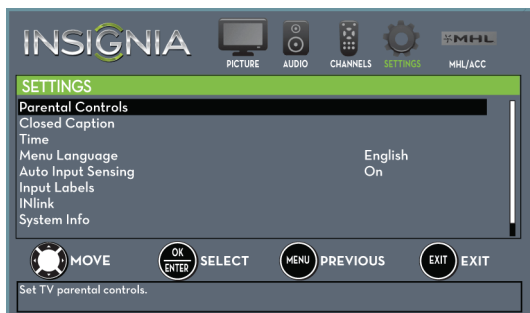 INSIGNIA
PICTURE AUDIO CHANNELS SETTINGS MHL MHL/ACC
SETTINGS
Parental Controls
Closed Caption
Time
Menu Language English
Auto Input Sensing On
Input Labels
INlink
System Info
MOVE OK ENTER SELECT MENU PREVIOUS EXIT EXIT
Set TV parental controls.